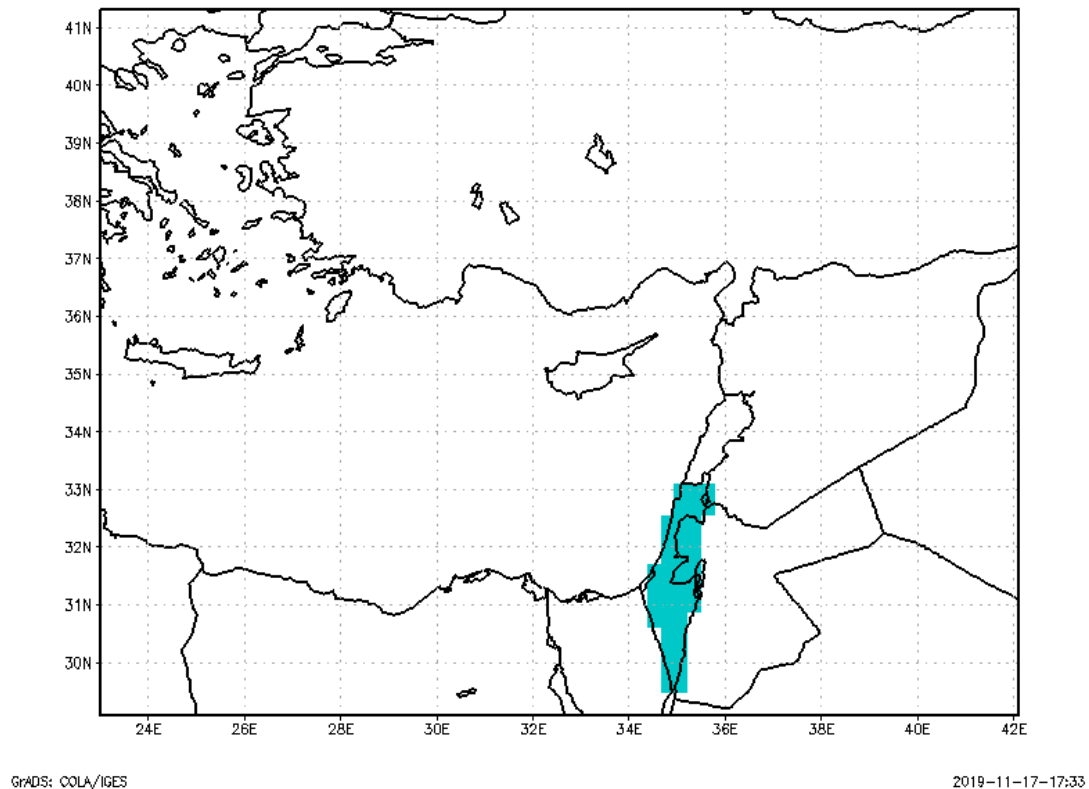 41N
40N
39N
38N
37N
36N
35N
34N
33N
32N
31N
30N
24E 26E 28E 30E 32E 34E 36E 38E 40E 42E
GrADS: COLA/IGES 2019-11-17-17:33